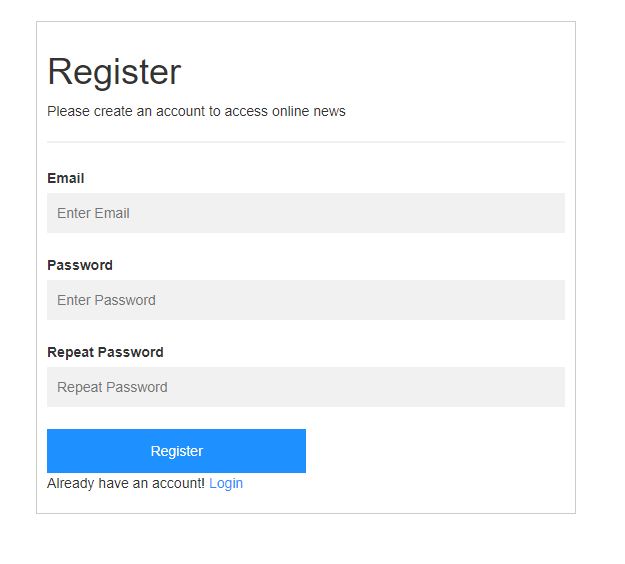 Register
Please create an account to access online news
Email
Enter Email
Password
Enter Password
Repeat Password
Repeat Password
Register
Already have an account! Login